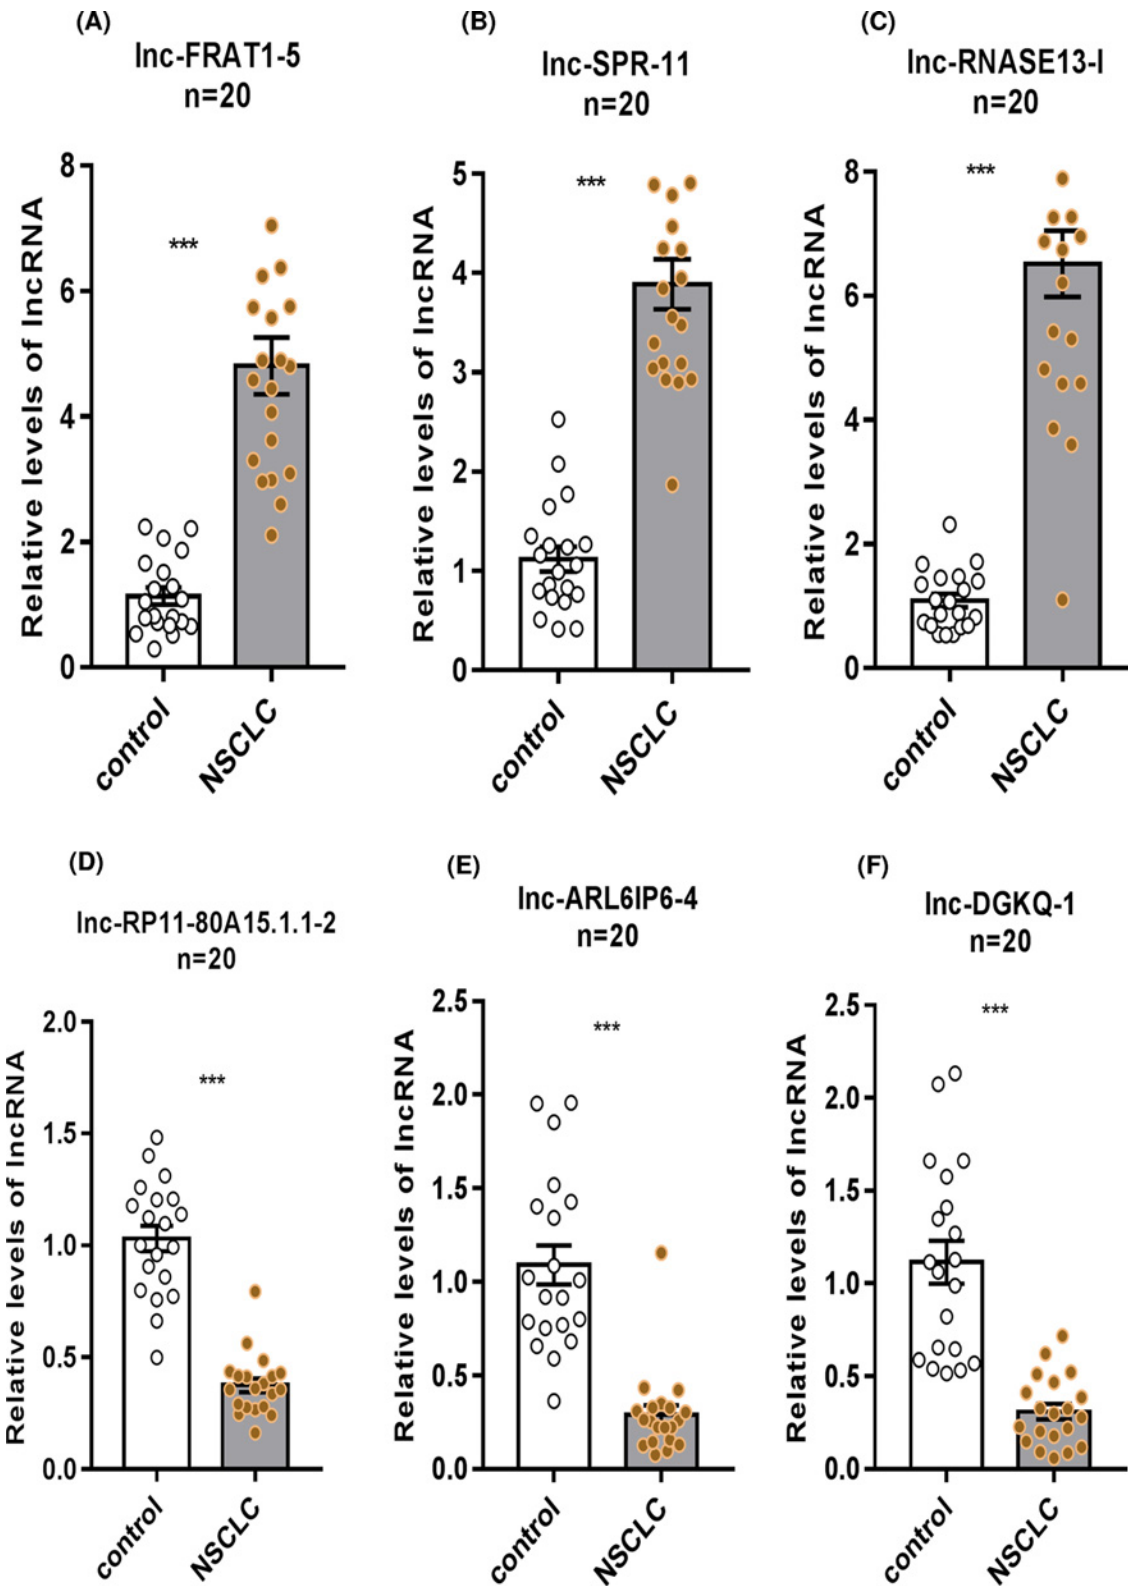 (A)
lnc-FRAT1-5
n=20
Relative levels of lncRNA
8
6
4
2
0
***
control
NSCLC
(B)
lnc-SPR-11
n=20
Relative levels of lncRNA
5
4
3
2
1
0
***
control
NSCLC
(C)
lnc-RNASE13-I
n=20
Relative levels of lncRNA
8
6
4
2
0
***
control
NSCLC
(D)
lnc-RP11-80A15.1.1-2
n=20
Relative levels of lncRNA
2.0
1.5
1.0
0.5
0.0
***
control
NSCLC
(E)
lnc-ARL6IP6-4
n=20
Relative levels of lncRNA
2.5
2.0
1.5
1.0
0.5
0.0
***
control
NSCLC
(F)
lnc-DGKQ-1
n=20
Relative levels of lncRNA
2.5
2.0
1.5
1.0
0.5
0.0
***
control
NSCLC